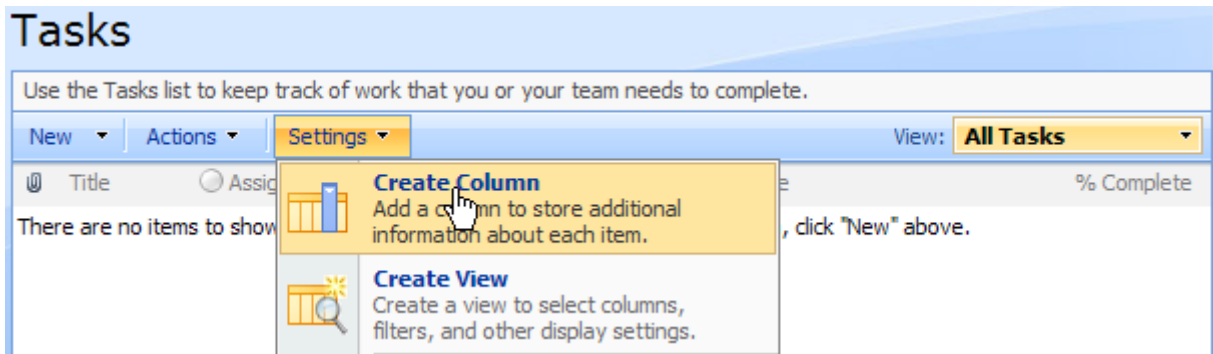 Tasks
Use the Tasks list to keep track of work that you or your team needs to complete.
New Actions Settings View: All Tasks
Title % Complete
Create Column
Add a to store additional
information about each item.
There are no items to show , click "New" above.
Create View
Create a view to select columns,
filters, and other display settings.